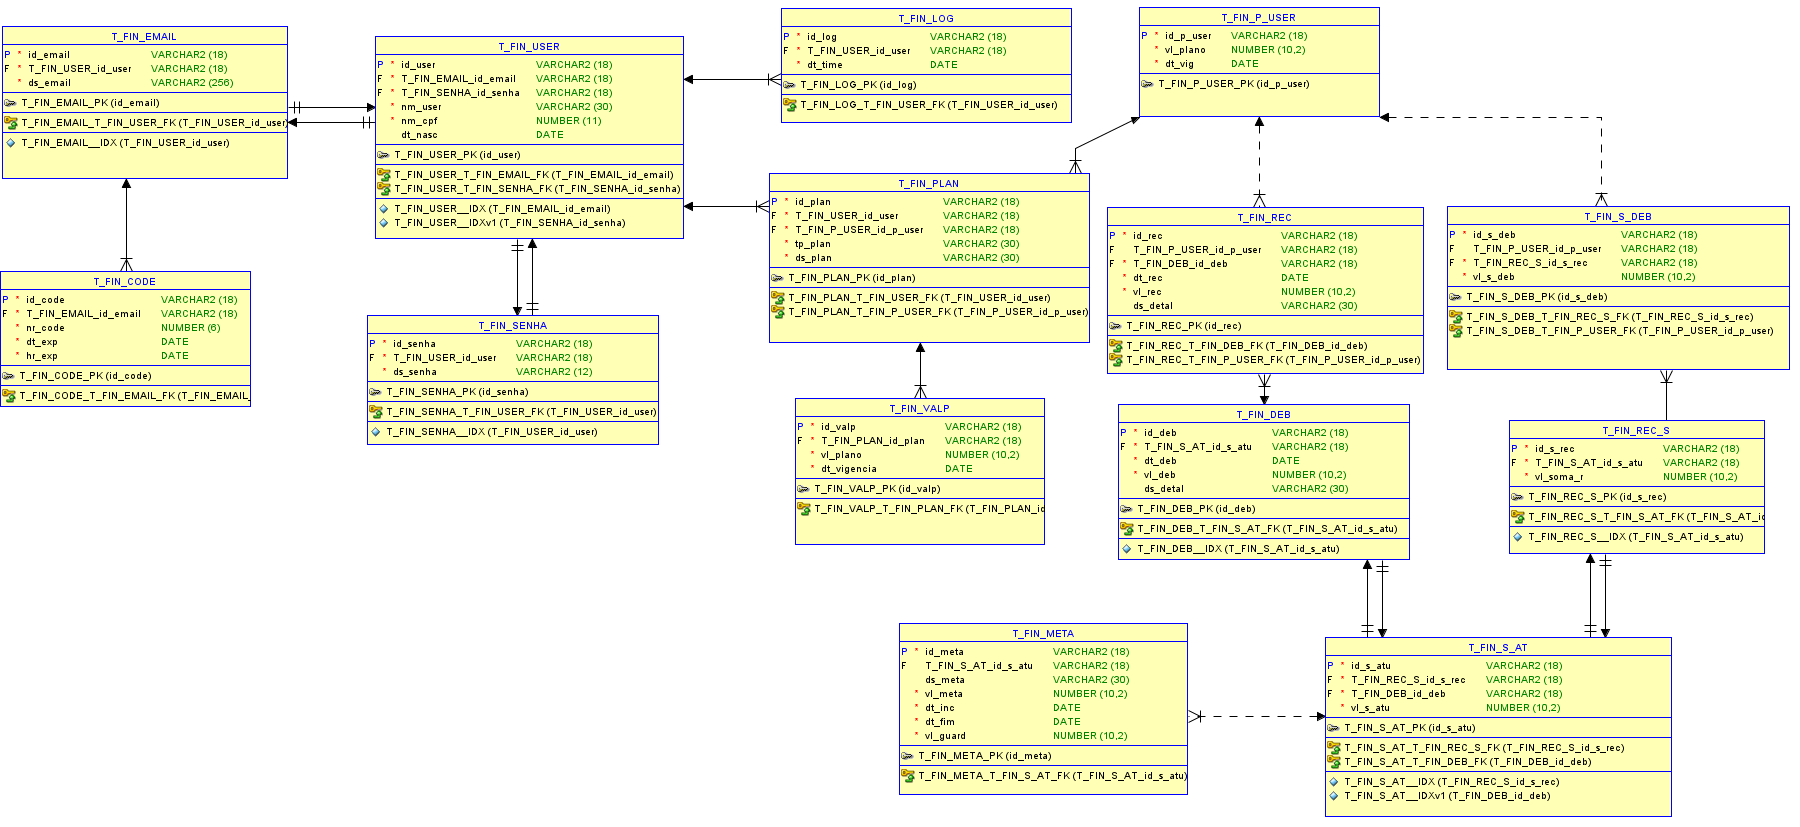 T_FIN_EMAIL
P * id_email VARCHAR2 (18)
F * T_FIN_USER_id_user VARCHAR2 (18)
* ds_email VARCHAR2 (256)
T_FIN_EMAIL_PK (id_email)
T_FIN_EMAIL_T_FIN_USER_FK (T_FIN_USER_id_user)
T_FIN_EMAIL__IDX (T_FIN_USER_id_user)
T_FIN_USER
P * id_user VARCHAR2 (18)
F * T_FIN_EMAIL_id_email VARCHAR2 (18)
F * T_FIN_SENHA_id_senha VARCHAR2 (18)
* nm_user VARCHAR2 (30)
* nm_cpf NUMBER (11)
dt_nasc DATE
T_FIN_USER_PK (id_user)
T_FIN_USER_T_FIN_EMAIL_FK (T_FIN_EMAIL_id_email)
T_FIN_USER_T_FIN_SENHA_FK (T_FIN_SENHA_id_senha)
T_FIN_USER__IDX (T_FIN_EMAIL_id_email)
T_FIN_USER__IDXv1 (T_FIN_SENHA_id_senha)
T_FIN_LOG
P * id_log VARCHAR2 (18)
F * T_FIN_USER_id_user VARCHAR2 (18)
* dt_time DATE
T_FIN_LOG_PK (id_log)
T_FIN_LOG_T_FIN_USER_FK (T_FIN_USER_id_user)
T_FIN_P_USER
P * id_p_user VARCHAR2 (18)
* vl_plano NUMBER (10,2)
* dt_vig DATE
T_FIN_P_USER_PK (id_p_user)
T_FIN_PLAN
P * id_plan VARCHAR2 (18)
F * T_FIN_USER_id_user VARCHAR2 (18)
F * T_FIN_P_USER_id_p_user VARCHAR2 (18)
* tp_plan VARCHAR2 (30)
* ds_plan VARCHAR2 (30)
T_FIN_PLAN_PK (id_plan)
T_FIN_PLAN_T_FIN_USER_FK (T_FIN_USER_id_user)
T_FIN_PLAN_T_FIN_P_USER_FK (T_FIN_P_USER_id_p_user)
T_FIN_REC
P * id_rec VARCHAR2 (18)
F T_FIN_P_USER_id_p_user VARCHAR2 (18)
F * T_FIN_DEB_id_deb VARCHAR2 (18)
* dt_rec DATE
* vl_rec NUMBER (10,2)
ds_detal VARCHAR2 (30)
T_FIN_REC_PK (id_rec)
T_FIN_REC_T_FIN_DEB_FK (T_FIN_DEB_id_deb)
T_FIN_REC_T_FIN_P_USER_FK (T_FIN_P_USER_id_p_user)
T_FIN_S_DEB
P * id_s_deb VARCHAR2 (18)
F T_FIN_P_USER_id_p_user VARCHAR2 (18)
F * T_FIN_REC_S_id_s_rec VARCHAR2 (18)
* vl_s_deb NUMBER (10,2)
T_FIN_S_DEB_PK (id_s_deb)
T_FIN_S_DEB_T_FIN_REC_S_FK (T_FIN_REC_S_id_s_rec)
T_FIN_S_DEB_T_FIN_P_USER_FK (T_FIN_P_USER_id_p_user)
T_FIN_CODE
P * id_code VARCHAR2 (18)
F * T_FIN_EMAIL_id_email VARCHAR2 (18)
* nr_code NUMBER (6)
* dt_exp DATE
* hr_exp DATE
T_FIN_CODE_PK (id_code)
T_FIN_CODE_T_FIN_EMAIL_FK (T_FIN_EMAIL_
T_FIN_SENHA
P * id_senha VARCHAR2 (18)
F * T_FIN_USER_id_user VARCHAR2 (18)
* ds_senha VARCHAR2 (12)
T_FIN_SENHA_PK (id_senha)
T_FIN_SENHA_T_FIN_USER_FK (T_FIN_USER_id_user)
T_FIN_SENHA__IDX (T_FIN_USER_id_user)
T_FIN_VALP
P * id_valp VARCHAR2 (18)
F * T_FIN_PLAN_id_plan VARCHAR2 (18)
* vl_plano NUMBER (10,2)
* dt_vigencia DATE
T_FIN_VALP_PK (id_valp)
T_FIN_VALP_T_FIN_PLAN_FK (T_FIN_PLAN_id
T_FIN_DEB
P * id_deb VARCHAR2 (18)
F * T_FIN_S_AT_id_s_atu VARCHAR2 (18)
* dt_deb DATE
* vl_deb NUMBER (10,2)
ds_detal VARCHAR2 (30)
T_FIN_DEB_PK (id_deb)
T_FIN_DEB_T_FIN_S_AT_FK (T_FIN_S_AT_id_s_atu)
T_FIN_DEB__IDX (T_FIN_S_AT_id_s_atu)
T_FIN_REC_S
P * id_s_rec VARCHAR2 (18)
F * T_FIN_S_AT_id_s_atu VARCHAR2 (18)
* vl_soma_r NUMBER (10,2)
T_FIN_REC_S_PK (id_s_rec)
T_FIN_REC_S_T_FIN_S_AT_FK (T_FIN_S_AT_id
T_FIN_REC_S__IDX (T_FIN_S_AT_id_s_atu)
T_FIN_META
P * id_meta VARCHAR2 (18)
F T_FIN_S_AT_id_s_atu VARCHAR2 (18)
ds_meta VARCHAR2 (30)
* vl_meta NUMBER (10,2)
* dt_inc DATE
* dt_fim DATE
* vl_guard NUMBER (10,2)
T_FIN_META_PK (id_meta)
T_FIN_META_T_FIN_S_AT_FK (T_FIN_S_AT_id_s_atu)
T_FIN_S_AT
P * id_s_atu VARCHAR2 (18)
F * T_FIN_REC_S_id_s_rec VARCHAR2 (18)
F * T_FIN_DEB_id_deb VARCHAR2 (18)
* vl_s_atu NUMBER (10,2)
T_FIN_S_AT_PK (id_s_atu)
T_FIN_S_AT_T_FIN_REC_S_FK (T_FIN_REC_S_id_s_rec)
T_FIN_S_AT_T_FIN_DEB_FK (T_FIN_DEB_id_deb)
T_FIN_S_AT__IDX (T_FIN_REC_S_id_s_rec)
T_FIN_S_AT__IDXv1 (T_FIN_DEB_id_deb)